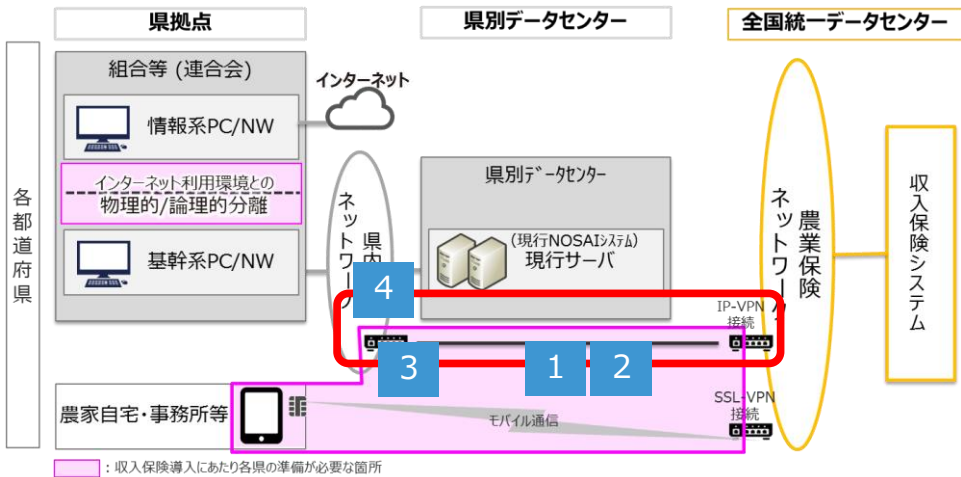 県拠点
県別データセンター
全国統一データセンター
各都道府県
組合等 (連合会)
情報系PC/NW
インターネット利用環境との
物理的/論理的分離
基幹系PC/NW
インターネット
県内
ネットワーク
県別データセンター
(現行NOSAIシステム)
現行サーバ
農業保険
ネットワーク
収入保険システム
4
IP-VPN
接続
3
1
2
農家自宅・事務所等
モバイル通信
SSL-VPN
接続
：収入保険導入にあたり各県の準備が必要な箇所